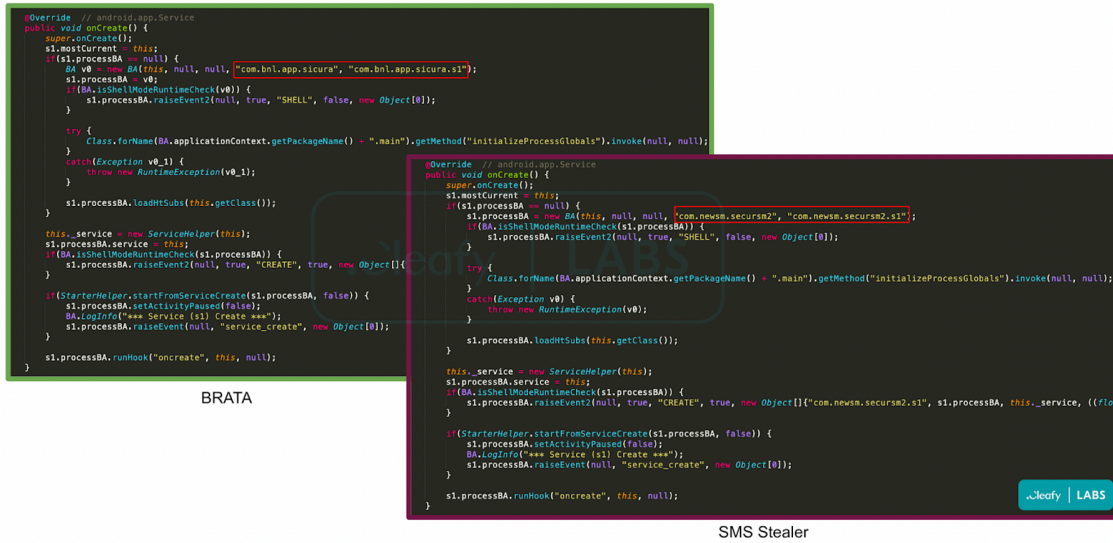 @Override // android.app.Service
public void onCreate() {
super.onCreate();
s1.mostCurrent = this;
if(s1.processBA == null) {
BA v0 = new BA(this, null, null, "com.bnl.app.sicura", "com.bnl.app.sicura.s1");
s1.processBA = v0;
if(BA.isShellModeRuntimeCheck(v0)) {
s1.processBA.raiseEvent2(null, true, "SHELL", false, new Object[0]);
}
try {
Class.forName(BA.applicationContext.getPackageName() + ".main").getMethod("initializeProcessGlobals").invoke(null, null);
}
catch(Exception v0_1) {
throw new RuntimeException(v0_1);
}
s1.processBA.loadHtSubs(this.getClass());
}
this._service = new ServiceHelper(this);
s1.processBA.service = this;
if(BA.isShellModeRuntimeCheck(s1.processBA)) {
s1.processBA.raiseEvent2(null, true, "CREATE", true, new Object[]{
}
if(StarterHelper.startFromServiceCreate(s1.processBA, false)) {
s1.processBA.setActivityPaused(false);
BA.LogInfo("*** Service (s1) Create ***");
s1.processBA.raiseEvent(null, "service_create", new Object[0]);
}
s1.processBA.runHook("oncreate", this, null);
}
BRATA
@Override // android.app.Service
public void onCreate() {
super.onCreate();
s1.mostCurrent = this;
if(s1.processBA == null) {
s1.processBA = new BA(this, null, null, "com.newsm.secursm2", "com.newsm.secursm2.s1");
if(BA.isShellModeRuntimeCheck(s1.processBA)) {
s1.processBA.raiseEvent2(null, true, "SHELL", false, new Object[0]);
}
try {
Class.forName(BA.applicationContext.getPackageName() + ".main").getMethod("initializeProcessGlobals").invoke(null, null);
}
catch(Exception v0) {
throw new RuntimeException(v0);
}
s1.processBA.loadHtSubs(this.getClass());
}
this._service = new ServiceHelper(this);
s1.processBA.service = this;
if(BA.isShellModeRuntimeCheck(s1.processBA)) {
s1.processBA.raiseEvent2(null, true, "CREATE", true, new Object[]{"com.newsm.secursm2.s1", s1.processBA, this._service, ((flo
}
if(StarterHelper.startFromServiceCreate(s1.processBA, false)) {
s1.processBA.setActivityPaused(false);
BA.LogInfo("*** Service (s1) Create ***");
s1.processBA.raiseEvent(null, "service_create", new Object[0]);
}
s1.processBA.runHook("oncreate", this, null);
}
Cleafy | LABS
Cleafy | LABS
SMS Stealer